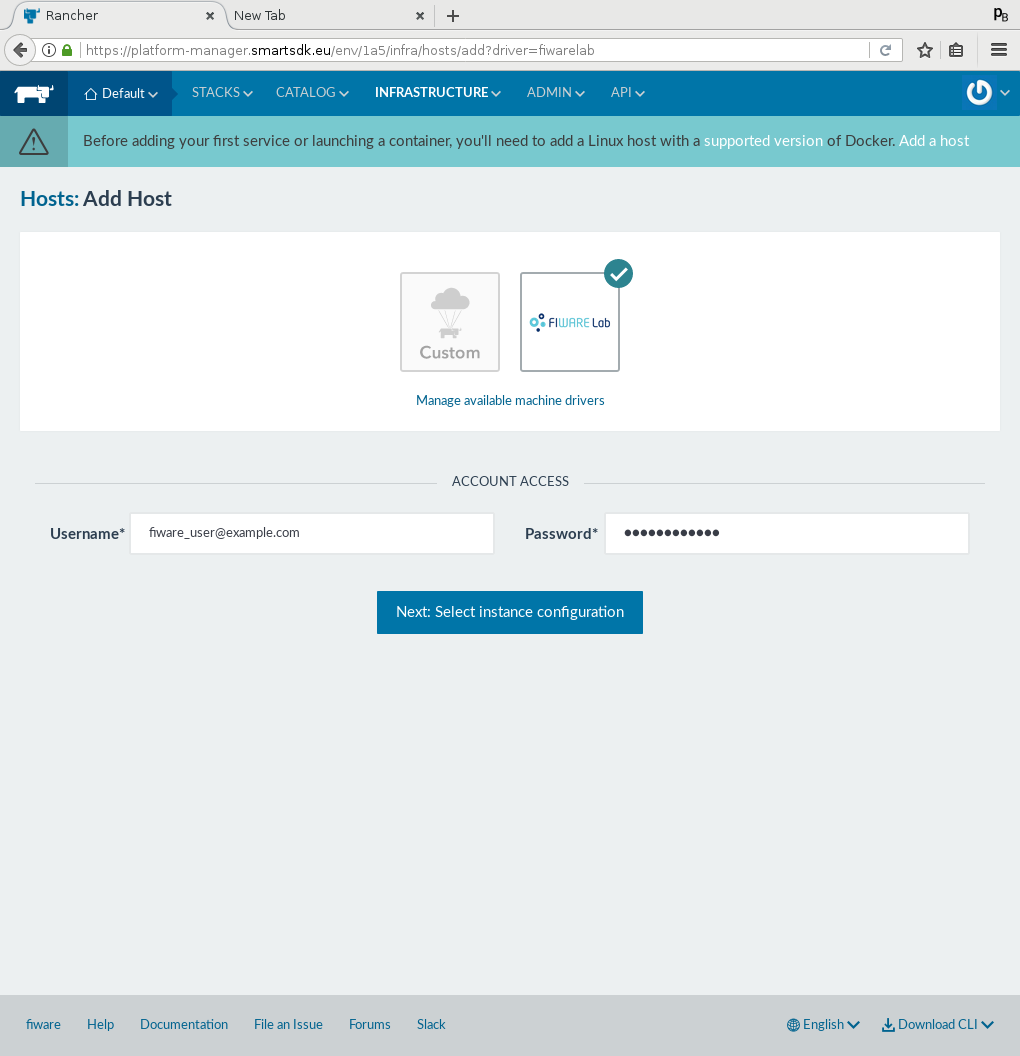 Rancher
New Tab
https://platform-manager.smartsdk.eu/env/1a5/infra/hosts/add?driver=fiwarelab
Default STACKS CATALOG INFRASTRUCTURE ADMIN API
Before adding your first service or launching a container, you'll need to add a Linux host with a supported version of Docker. Add a host
Hosts: Add Host
Custom
FIWARE Lab
Manage available machine drivers
ACCOUNT ACCESS
Username* fiware_user@example.com Password* ••••••••••••
Next: Select instance configuration
fiware Help Documentation File an Issue Forums Slack English Download CLI